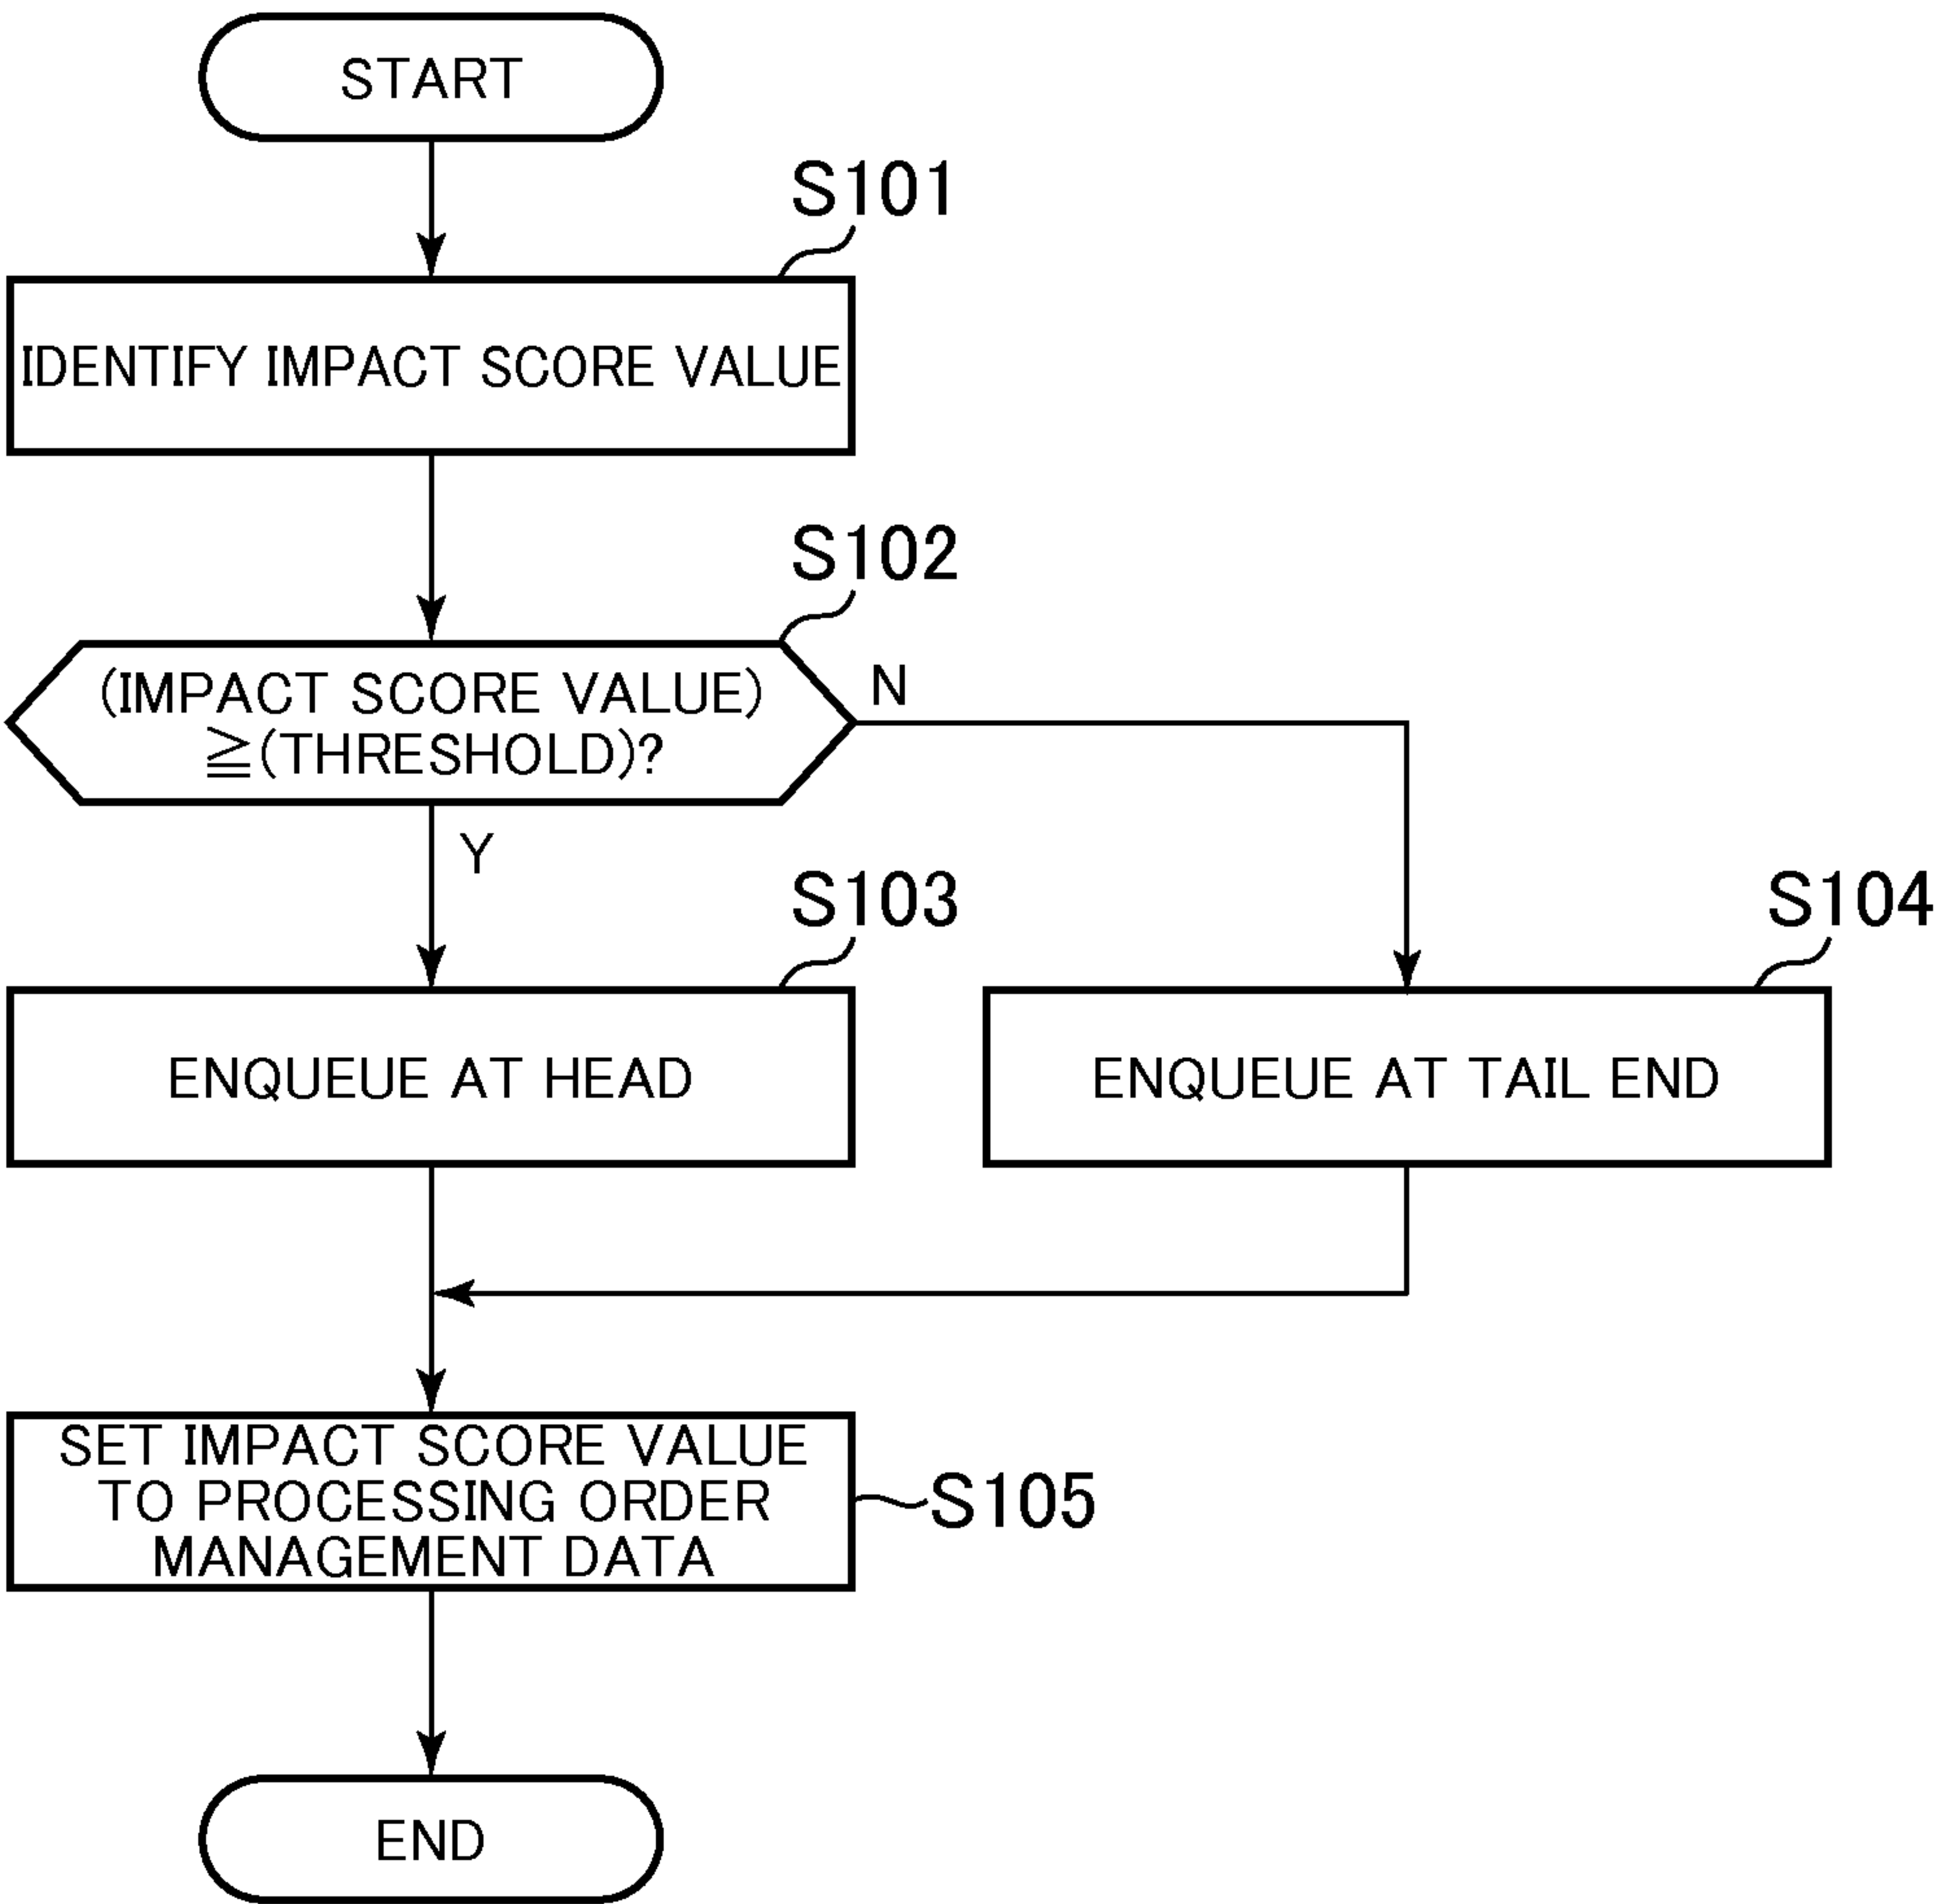 START
S101
IDENTIFY IMPACT SCORE VALUE
S102
(IMPACT SCORE VALUE)
≧(THRESHOLD)?
N
Y
S103
S104
ENQUEUE AT HEAD
ENQUEUE AT TAIL END
SET IMPACT SCORE VALUE
TO PROCESSING ORDER
MANAGEMENT DATA
S105
END